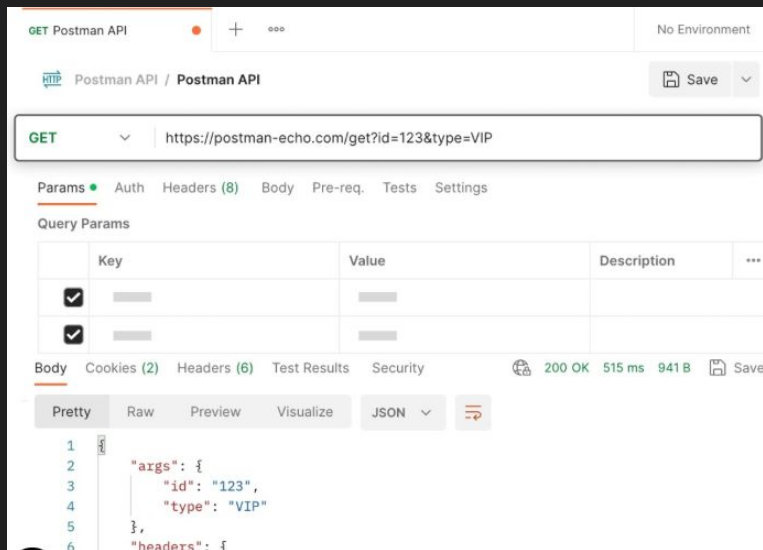 GET Postman API
No Environment
HTTP Postman API / Postman API
Save
GET https://postman-echo.com/get?id=123&type=VIP
Params Auth Headers (8) Body Pre-req. Tests Settings
Query Params
Key Value Description
Body Cookies (2) Headers (6) Test Results Security 200 OK 515 ms 941 B Save
Pretty Raw Preview Visualize JSON
1 {
2 "args": {
3 "id": "123",
4 "type": "VIP"
5 },
6 "headers": {